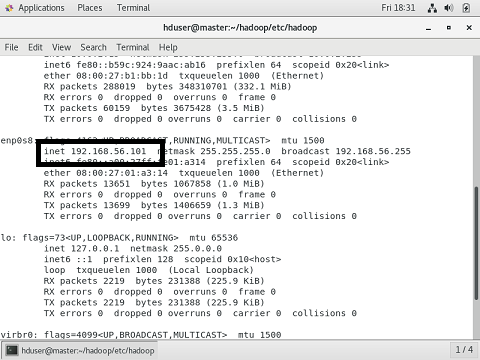 Applications Places Terminal Fri 18:31
hduser@master:~/hadoop/etc/hadoop
File Edit View Search Terminal Help
inet6 fe80::b59c:924:9aac:ab16 prefixlen 64 scopeid 0x20<link>
ether 08:00:27:b1:bb:1d txqueuelen 1000 (Ethernet)
RX packets 288019 bytes 348310701 (332.1 MiB)
RX errors 0 dropped 0 overruns 0 frame 0
TX packets 60159 bytes 3675428 (3.5 MiB)
TX errors 0 dropped 0 overruns 0 carrier 0 collisions 0
enp0s8: flags=4163<UP,BROADCAST,RUNNING,MULTICAST> mtu 1500
inet 192.168.56.101 netmask 255.255.255.0 broadcast 192.168.56.255
prefixlen 64 scopeid 0x20<link>
ether 08:00:27:01:a3:14 txqueuelen 1000 (Ethernet)
RX packets 13651 bytes 1067858 (1.0 MiB)
RX errors 0 dropped 0 overruns 0 frame 0
TX packets 13699 bytes 1406659 (1.3 MiB)
TX errors 0 dropped 0 overruns 0 carrier 0 collisions 0
lo: flags=73<UP,LOOPBACK,RUNNING> mtu 65536
inet 127.0.0.1 netmask 255.0.0.0
inet6 ::1 prefixlen 128 scopeid 0x10<host>
loop txqueuelen 1000 (Local Loopback)
RX packets 2219 bytes 231388 (225.9 KiB)
RX errors 0 dropped 0 overruns 0 frame 0
TX packets 2219 bytes 231388 (225.9 KiB)
TX errors 0 dropped 0 overruns 0 carrier 0 collisions 0
virbr0: flags=4099<UP,BROADCAST,MULTICAST> mtu 1500
hduser@master:~/hadoop/etc/hadoop 1 / 4